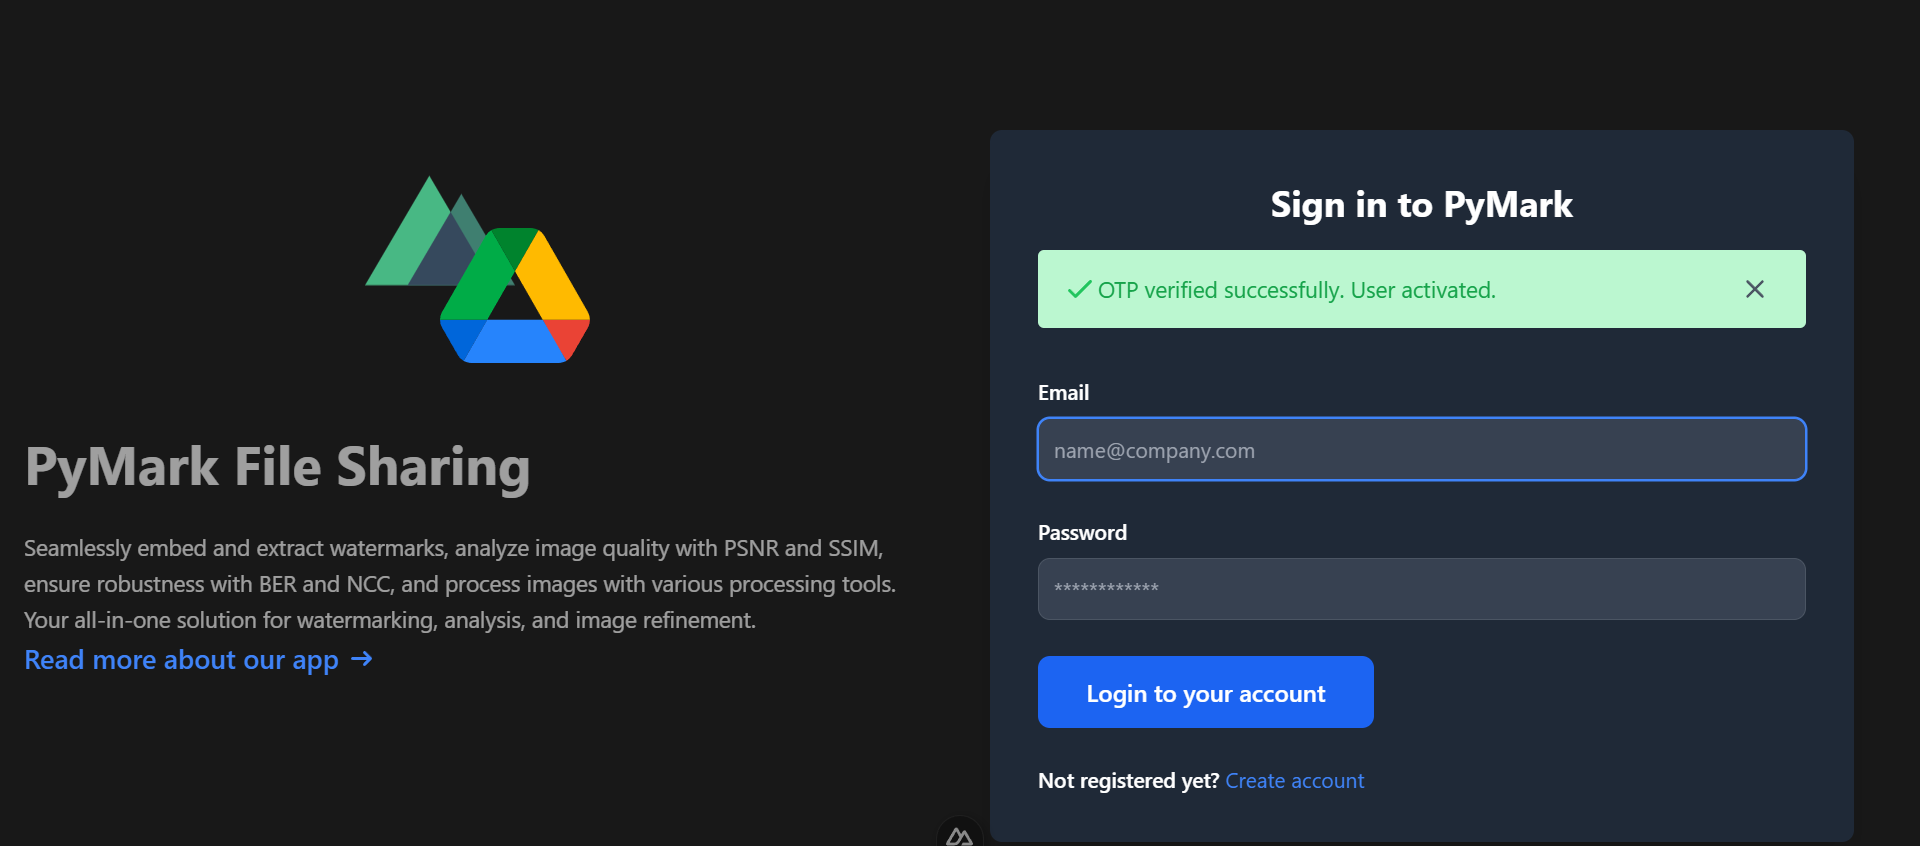 PyMark File Sharing
Seamlessly embed and extract watermarks, analyze image quality with PSNR and SSIM,
ensure robustness with BER and NCC, and process images with various processing tools.
Your all-in-one solution for watermarking, analysis, and image refinement.
Read more about our app →
Sign in to PyMark
OTP verified successfully. User activated.
Email
name@company.com
Password
************
Login to your account
Not registered yet? Create account